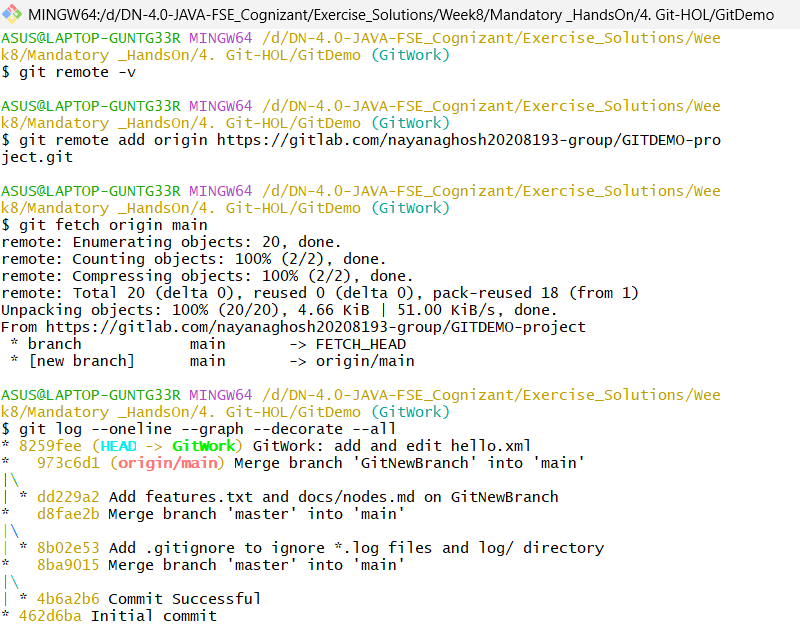 MINGW64:/d/DN-4.0-JAVA-FSE_Cognizant/Exercise_Solutions/Week8/Mandatory _HandsOn/4. Git-HOL/GitDemo
ASUS@LAPTOP-GUNTG33R MINGW64 /d/DN-4.0-JAVA-FSE_Cognizant/Exercise_Solutions/Wee
k8/Mandatory _HandsOn/4. Git-HOL/GitDemo (GitWork)
$ git remote -v
ASUS@LAPTOP-GUNTG33R MINGW64 /d/DN-4.0-JAVA-FSE_Cognizant/Exercise_Solutions/Wee
k8/Mandatory _HandsOn/4. Git-HOL/GitDemo (GitWork)
$ git remote add origin https://gitlab.com/nayanaghosh20208193-group/GITDEMO-pro
ject.git
ASUS@LAPTOP-GUNTG33R MINGW64 /d/DN-4.0-JAVA-FSE_Cognizant/Exercise_Solutions/Wee
k8/Mandatory _HandsOn/4. Git-HOL/GitDemo (GitWork)
$ git fetch origin main
remote: Enumerating objects: 20, done.
remote: Counting objects: 100% (2/2), done.
remote: Compressing objects: 100% (2/2), done.
remote: Total 20 (delta 0), reused 0 (delta 0), pack-reused 18 (from 1)
Unpacking objects: 100% (20/20), 4.66 KiB | 51.00 KiB/s, done.
From https://gitlab.com/nayanaghosh20208193-group/GITDEMO-project
 * branch            main       -> FETCH_HEAD
 * [new branch]      main       -> origin/main
ASUS@LAPTOP-GUNTG33R MINGW64 /d/DN-4.0-JAVA-FSE_Cognizant/Exercise_Solutions/Wee
k8/Mandatory _HandsOn/4. Git-HOL/GitDemo (GitWork)
$ git log --oneline --graph --decorate --all
* 8259fee (HEAD -> GitWork) GitWork: add and edit hello.xml
*   973c6d1 (origin/main) Merge branch 'GitNewBranch' into 'main'
|\
| * dd229a2 Add features.txt and docs/nodes.md on GitNewBranch
*   d8fae2b Merge branch 'master' into 'main'
|\
| * 8b02e53 Add .gitignore to ignore *.log files and log/ directory
*   8ba9015 Merge branch 'master' into 'main'
|\
| * 4b6a2b6 Commit Successful
* 462d6ba Initial commit